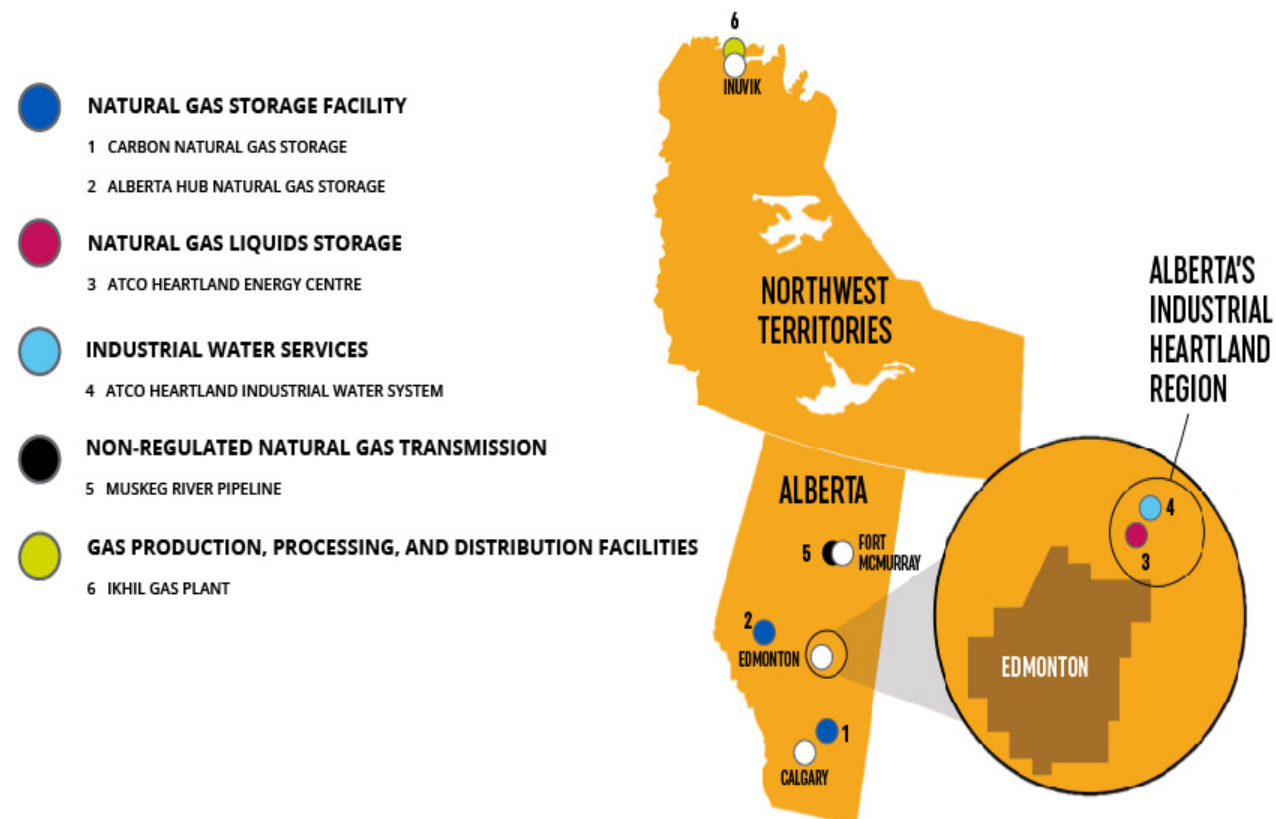 NATURAL GAS STORAGE FACILITY
1 CARBON NATURAL GAS STORAGE
2 ALBERTA HUB NATURAL GAS STORAGE
NATURAL GAS LIQUIDS STORAGE
3 ATCO HEARTLAND ENERGY CENTRE
INDUSTRIAL WATER SERVICES
4 ATCO HEARTLAND INDUSTRIAL WATER SYSTEM
NON-REGULATED NATURAL GAS TRANSMISSION
5 MUSKEG RIVER PIPELINE
GAS PRODUCTION, PROCESSING, AND DISTRIBUTION FACILITIES
6 IKHIL GAS PLANT
6
INUVIK
NORTHWEST
TERRITORIES
ALBERTA
5
FORT
MCMURRAY
2
EDMONTON
1
CALGARY
ALBERTA'S
INDUSTRIAL
HEARTLAND
REGION
4
3
EDMONTON